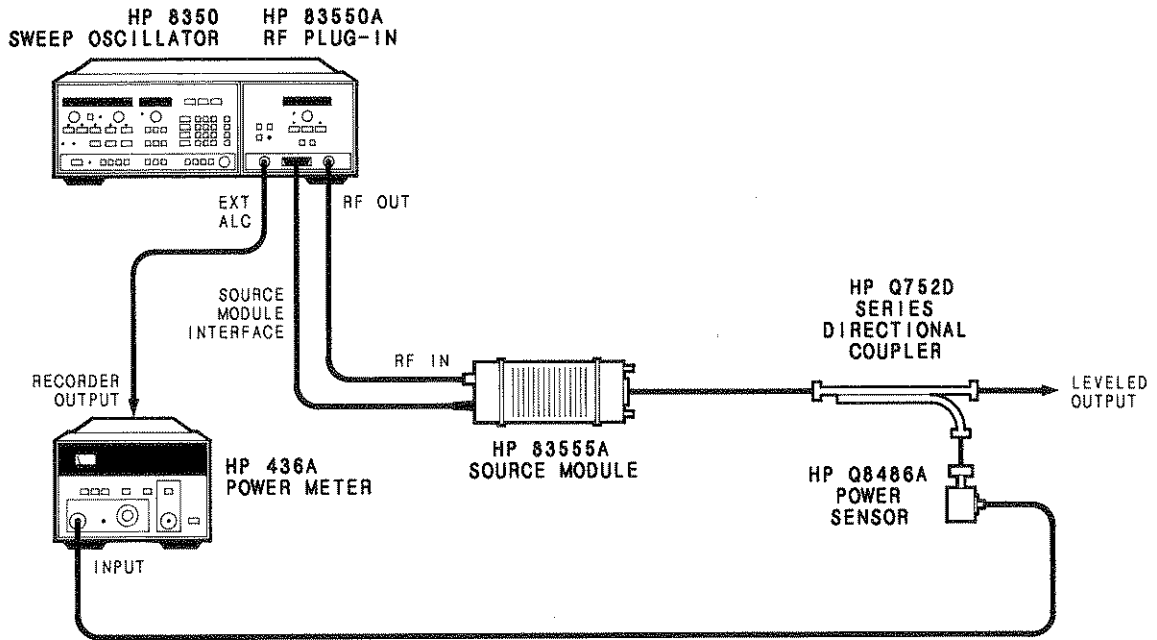 HP 8350
SWEEP OSCILLATOR
HP 83550A
RF PLUG-IN
EXT
ALC
RF OUT
SOURCE
MODULE
INTERFACE
RF IN
HP Q752D
SERIES
DIRECTIONAL
COUPLER
RECORDER
OUTPUT
LEVELED
OUTPUT
HP 83555A
SOURCE MODULE
HP 436A
POWER METER
HP Q8486A
POWER
SENSOR
INPUT